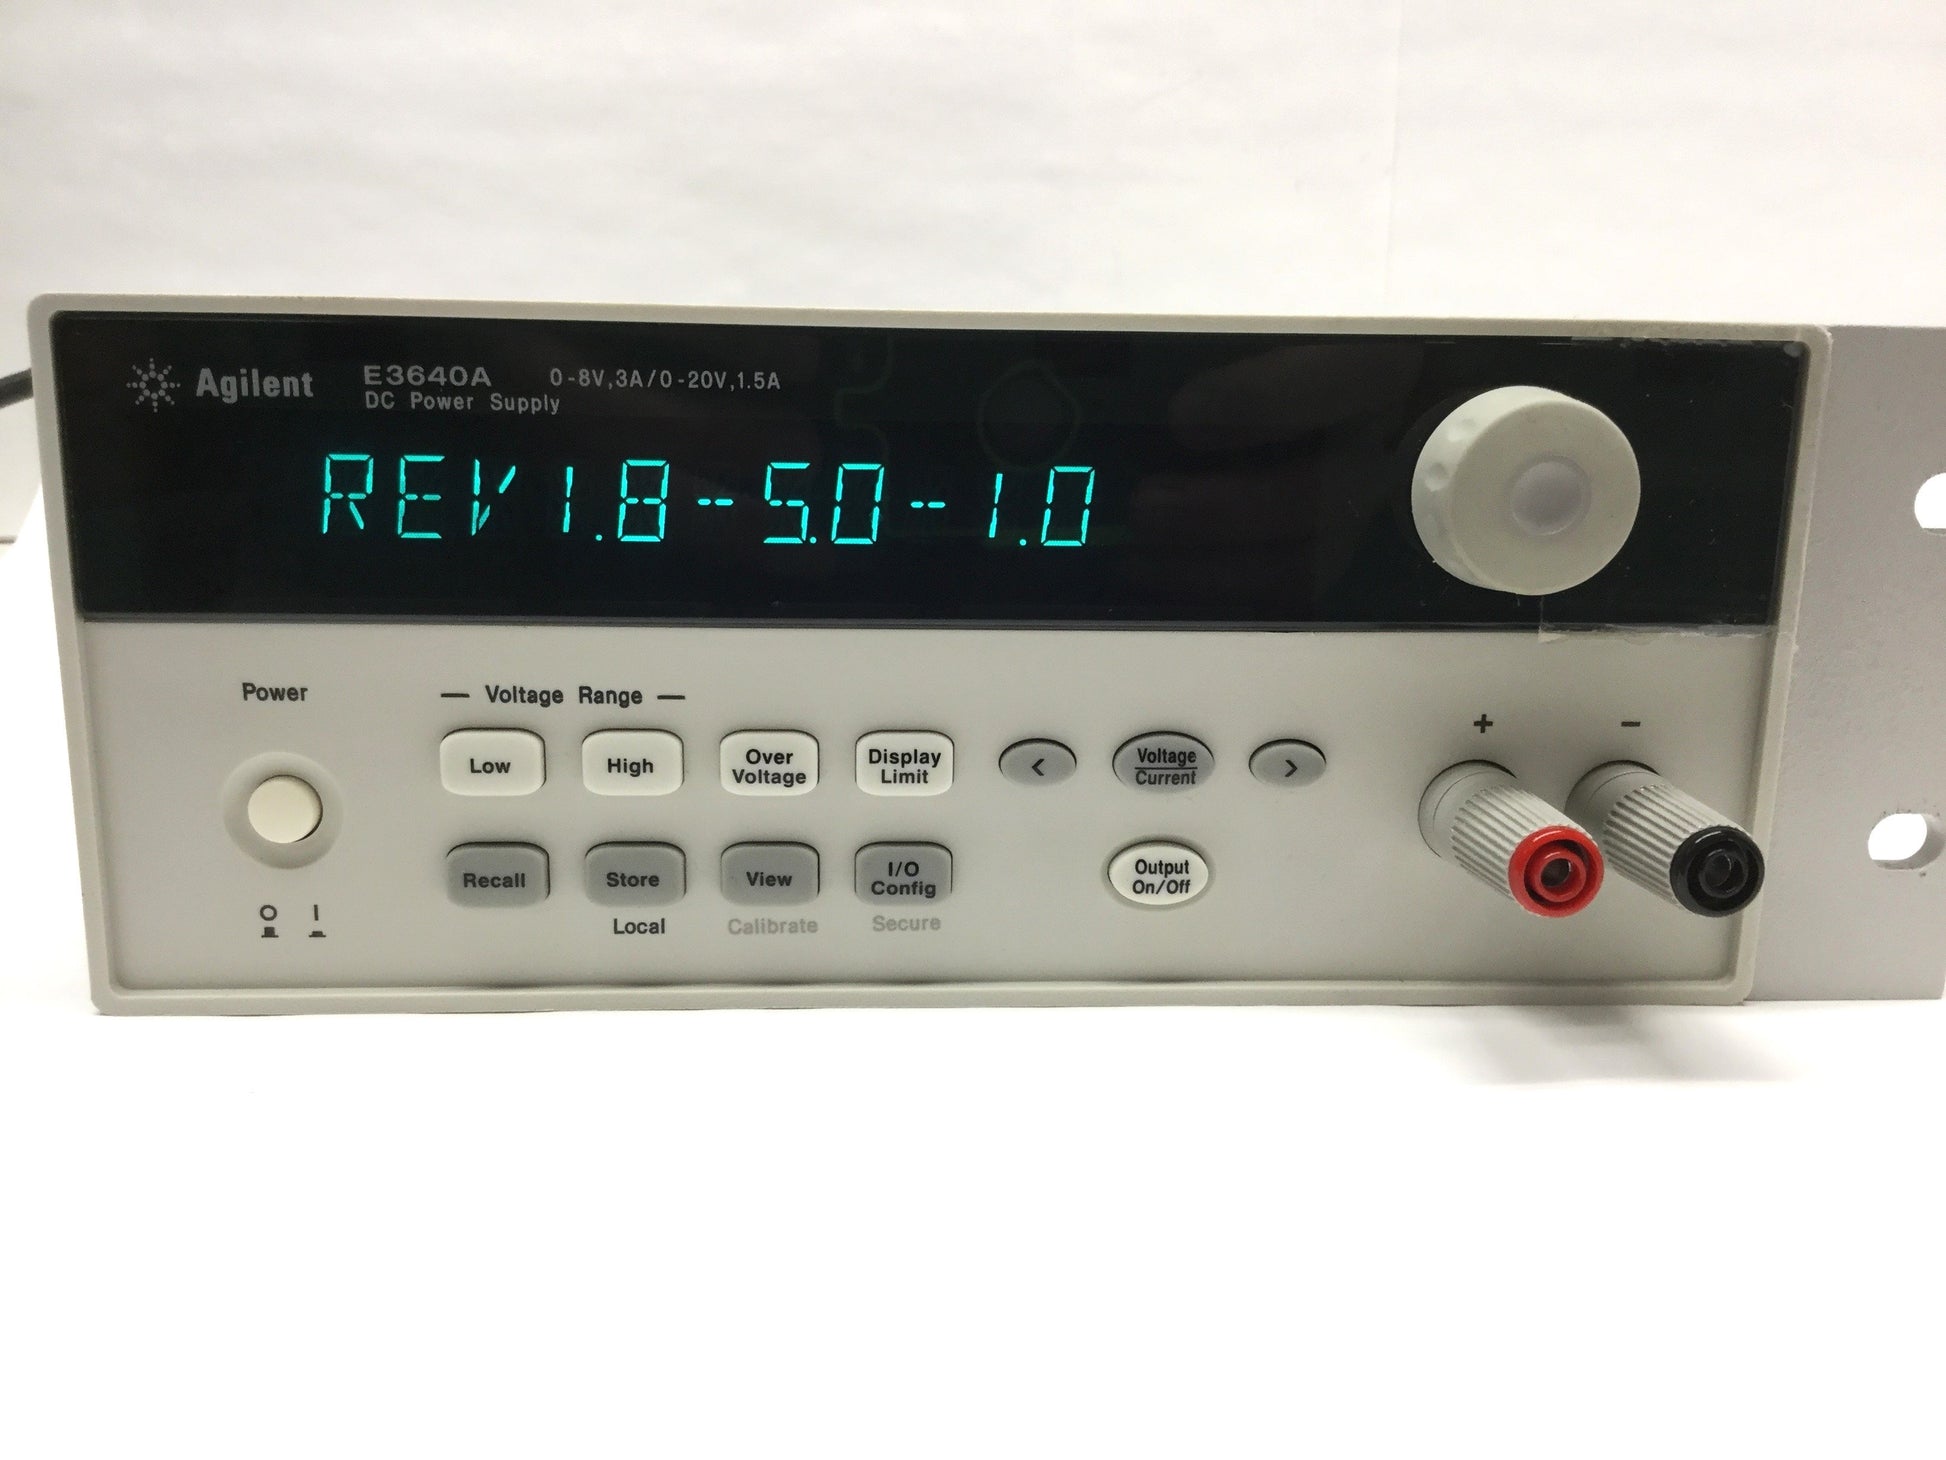 Agilent E3640A 0-8V,3A/0-20V,1.5A
DC Power Supply
REV 1.8--5.0--1.0
Power
Voltage Range
+ −
Low High Over Voltage Display Limit < Voltage Current >
Recall Store View I/O Config Output On/Off
O I
Local Calibrate Secure